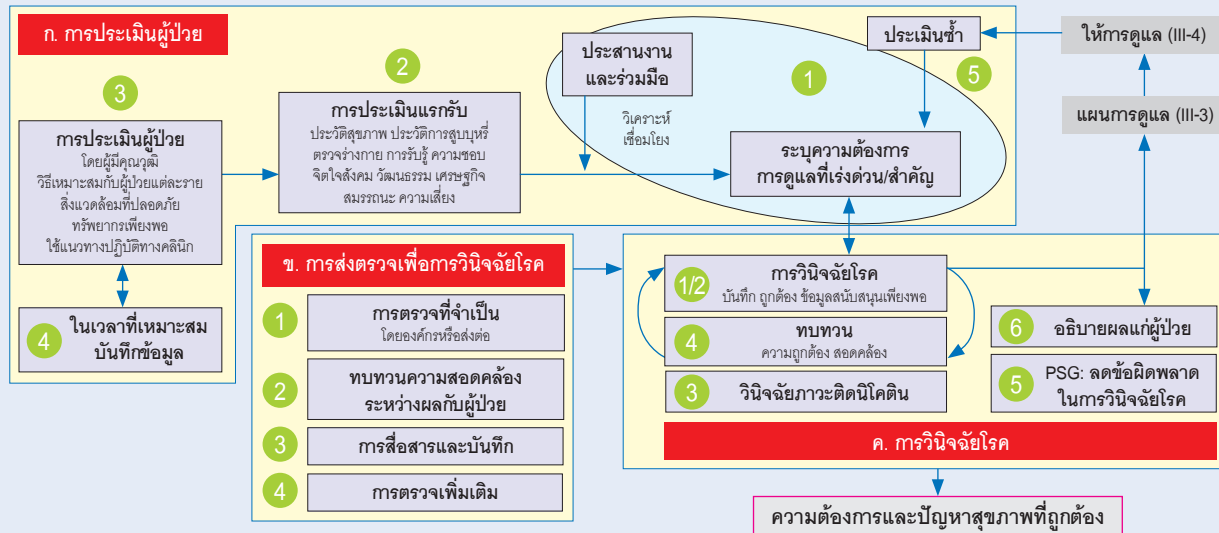 ก. การประเมินผู้ป่วย
3
การประเมินผู้ป่วย
โดยผู้มีคุณวุฒิ
วิธีเหมาะสมกับผู้ป่วยแต่ละราย
สิ่งแวดล้อมที่ปลอดภัย
ทรัพยากรเพียงพอ
ใช้แนวทางปฏิบัติทางคลินิก
4
ในเวลาที่เหมาะสม
บันทึกข้อมูล
2
การประเมินแรกรับ
ประวัติสุขภาพ ประวัติการสูบบุหรี่
ตรวจร่างกาย การรับรู้ ความชอบ
จิตใจสังคม วัฒนธรรม เศรษฐกิจ
สมรรถนะ ความเสี่ยง
ประสานงาน
และร่วมมือ
1
วิเคราะห์
เชื่อมโยง
ประเมินซ้ำ
5
ระบุความต้องการ
การดูแลที่เร่งด่วน/สำคัญ
ให้การดูแล (III-4)
แผนการดูแล (III-3)
ข. การส่งตรวจเพื่อการวินิจฉัยโรค
1
การตรวจที่จำเป็น
โดยองค์กรหรือส่งต่อ
2
ทบทวนความสอดคล้อง
ระหว่างผลกับผู้ป่วย
3
การสื่อสารและบันทึก
4
การตรวจเพิ่มเติม
1/2
การวินิจฉัยโรค
บันทึก ถูกต้อง ข้อมูลสนับสนุนเพียงพอ
4
ทบทวน
ความถูกต้อง สอดคล้อง
3
วินิจฉัยภาวะติดนิโคติน
6
อธิบายผลแก่ผู้ป่วย
5
PSG: ลดข้อผิดพลาด
ในการวินิจฉัยโรค
ค. การวินิจฉัยโรค
ความต้องการและปัญหาสุขภาพที่ถูกต้อง